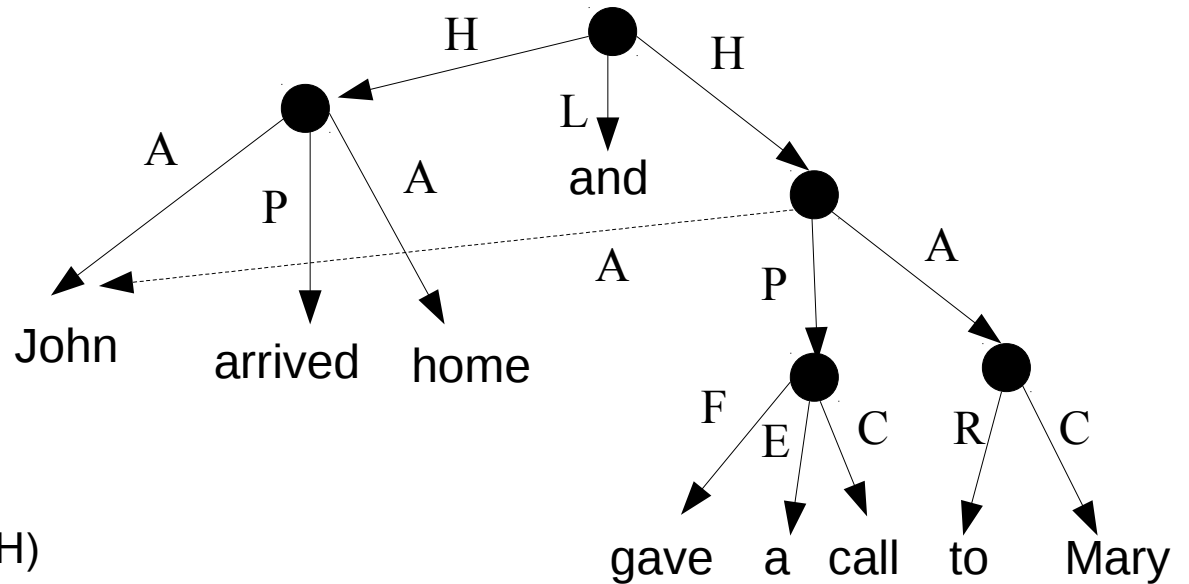 H
H
L
A
P
A
and
A
P
A
John
arrived
home
F
E
C
R
C
H)
gave a call to Mary